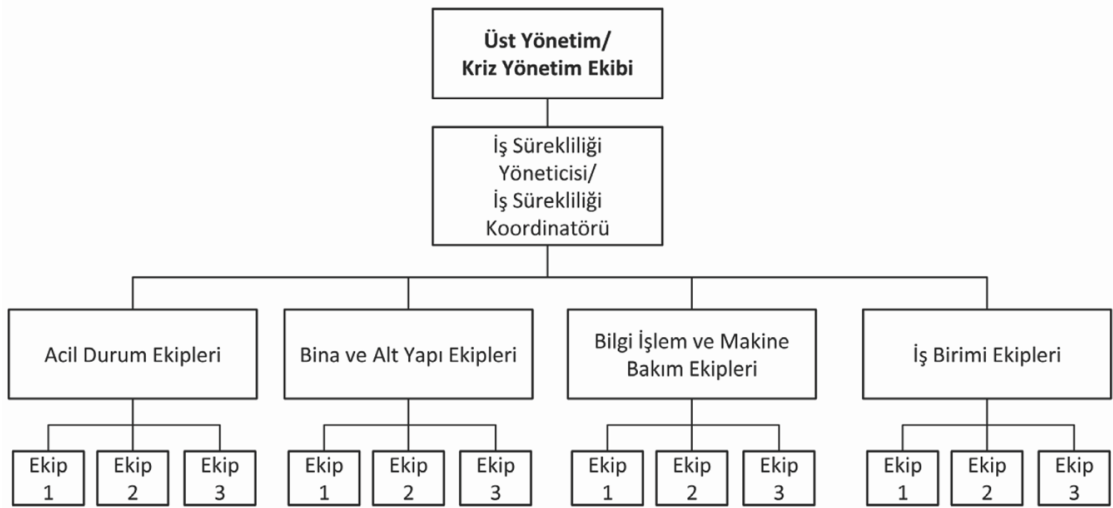 Üst Yönetim/
Kriz Yönetim Ekibi
İş Sürekliliği
Yöneticisi/
İş Sürekliliği
Koordinatörü
Acil Durum Ekipleri
Bina ve Alt Yapı Ekipleri
Bilgi İşlem ve Makine
Bakım Ekipleri
İş Birimi Ekipleri
Ekip
1
Ekip
2
Ekip
3
Ekip
1
Ekip
2
Ekip
3
Ekip
1
Ekip
2
Ekip
3
Ekip
1
Ekip
2
Ekip
3